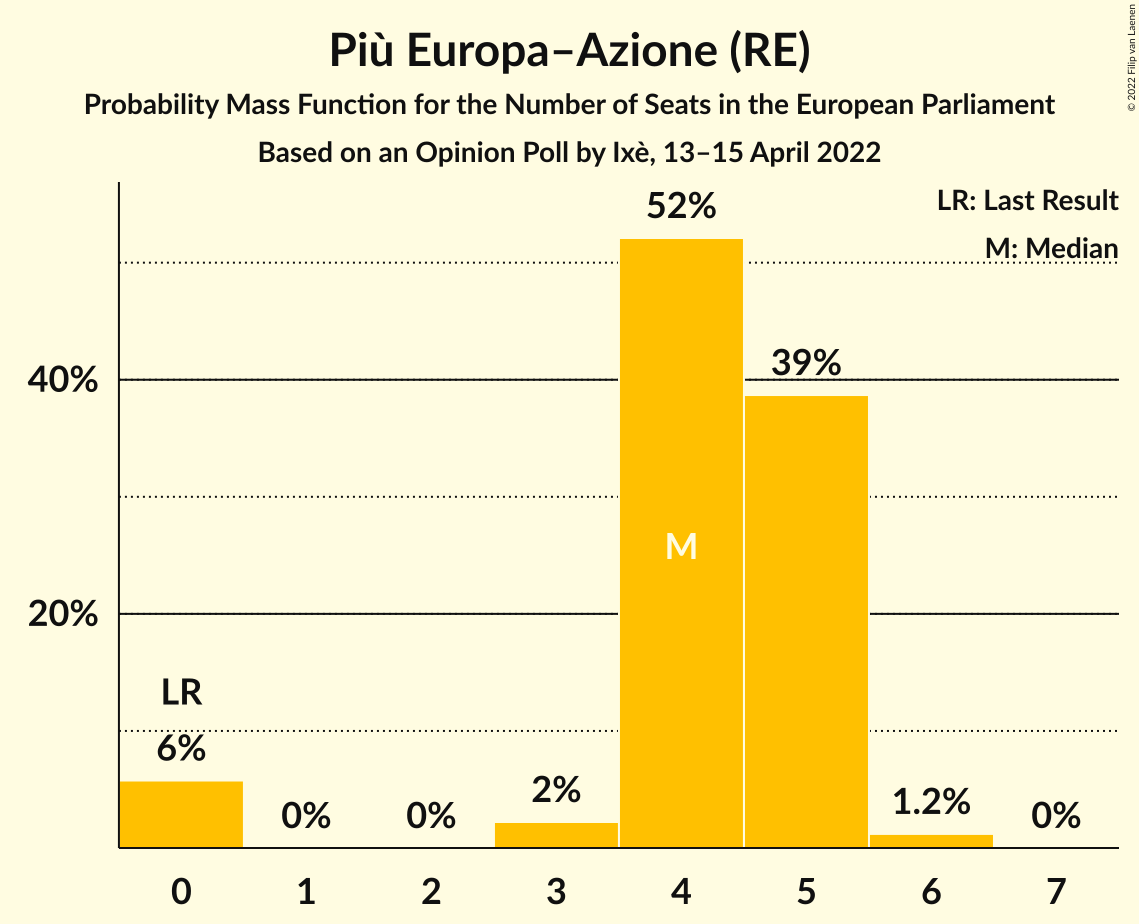 Più Europa–Azione (RE)
Probability Mass Function for the Number of Seats in the European Parliament
Based on an Opinion Poll by Ixè, 13–15 April 2022
© 2022 Filip van Laenen
LR: Last Result
M: Median
52%
39%
40%
M
20%
LR
6%
0%
0%
2%
1.2%
0%
0 1 2 3 4 5 6 7